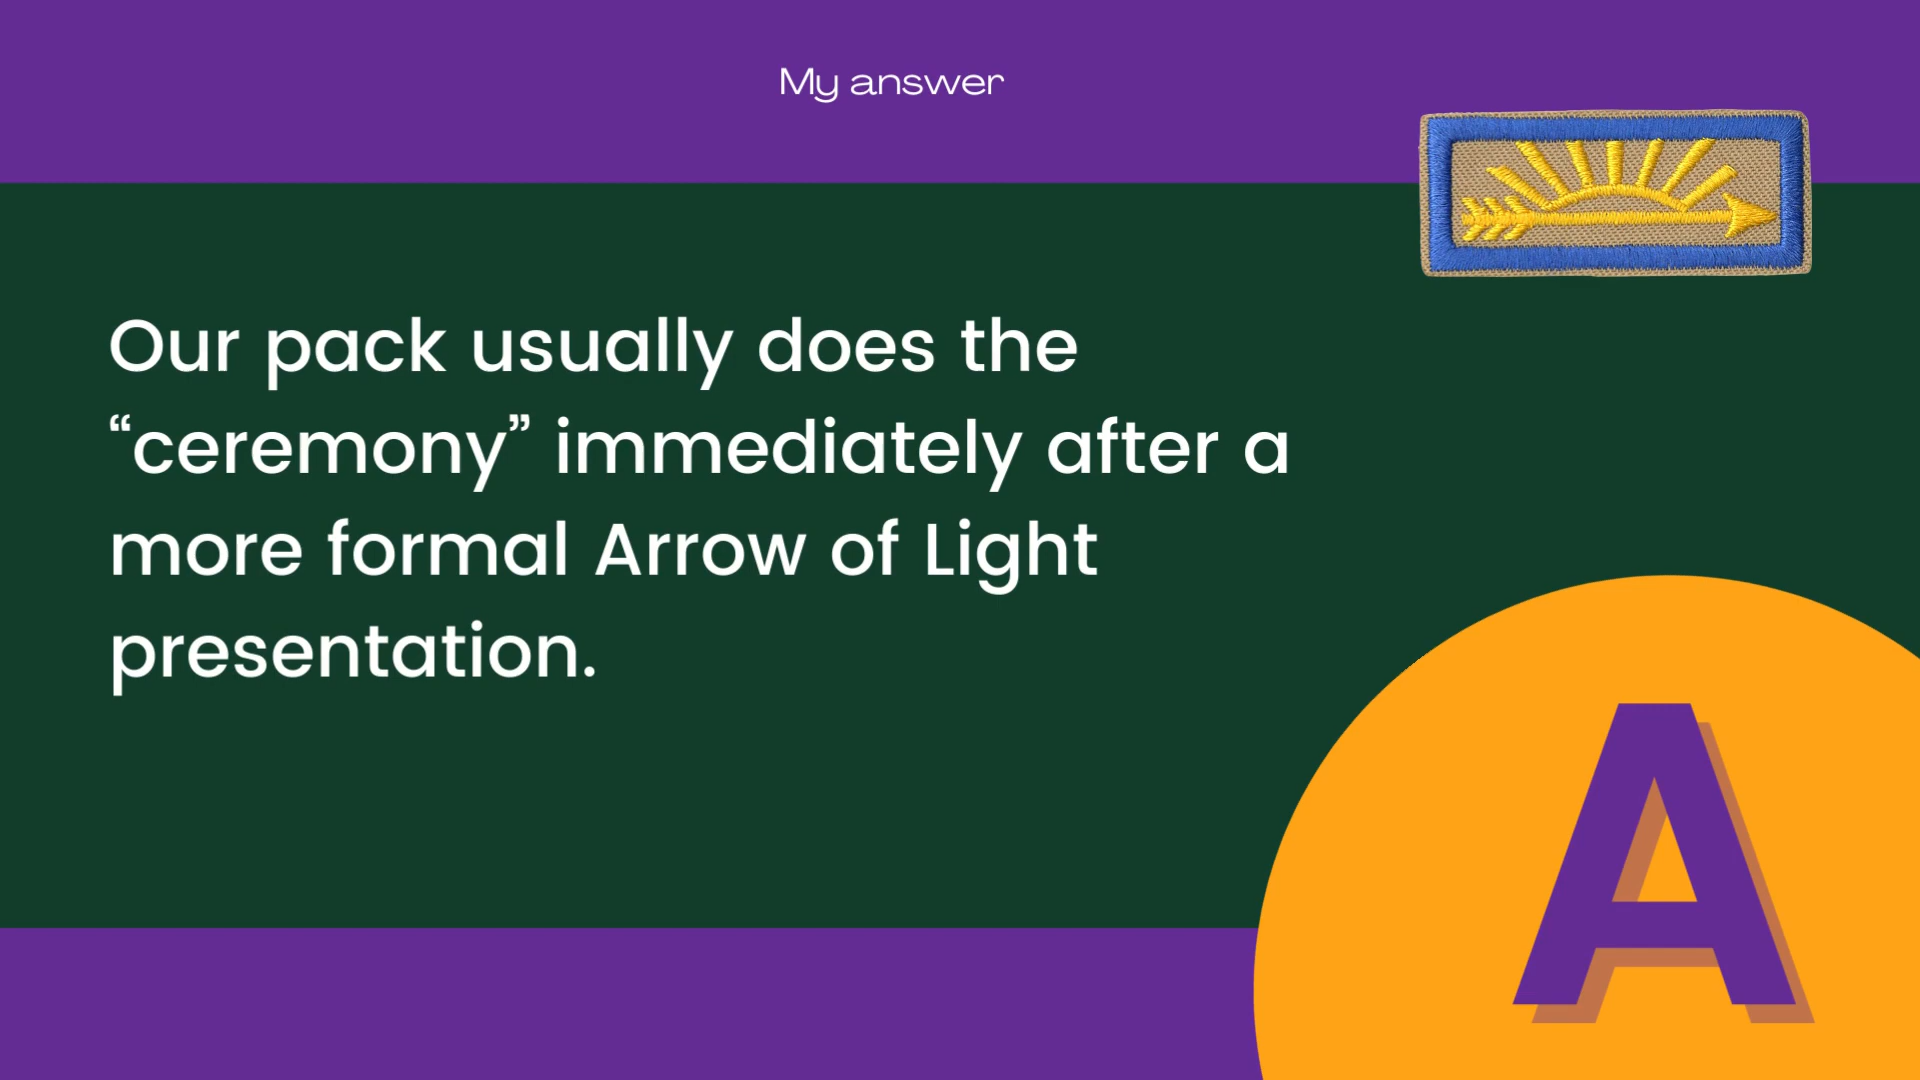 My answer
Our pack usually does the
“ceremony” immediately after a
more formal Arrow of Light
presentation.
A